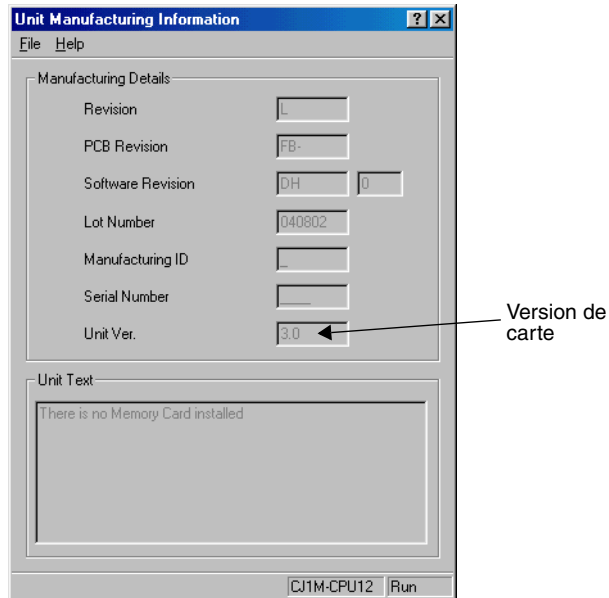 Unit Manufacturing Information
File Help
Manufacturing Details
Revision L
PCB Revision FB-
Software Revision DH 0
Lot Number 040802
Manufacturing ID _
Serial Number ____
Unit Ver. 3.0
Version de
carte
Unit Text
There is no Memory Card installed
CJ1M-CPU12 Run